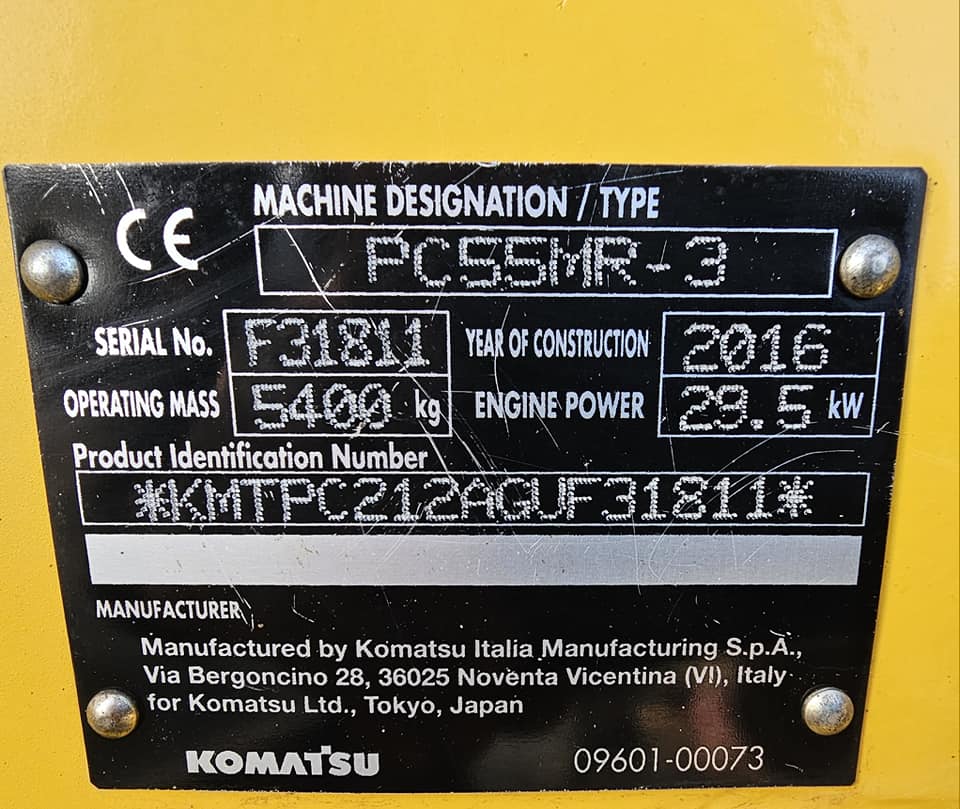 CE
MACHINE DESIGNATION / TYPE
PC55MR-3
SERIAL No. F31811 YEAR OF CONSTRUCTION 2016
OPERATING MASS 5400 kg ENGINE POWER 29.5 kW
Product Identification Number
*KMTPC212AGUF31811*
MANUFACTURER
Manufactured by Komatsu Italia Manufacturing S.p.A.,
Via Bergoncino 28, 36025 Noventa Vicentina (VI), Italy
for Komatsu Ltd., Tokyo, Japan
KOMATSU 09601-00073